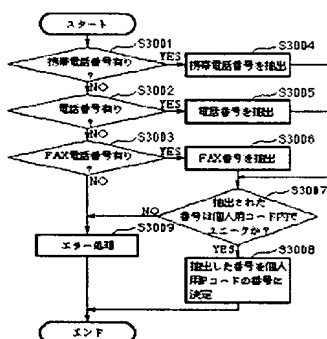 スタート
S3001
携帯電話番号有り
?
YES
S3004
携帯電話番号を抽出
NO
S3002
電話番号有り
?
YES
S3005
電話番号を抽出
NO
S3003
FAX電話番号有り
?
YES
S3006
FAX番号を抽出
NO
S3007
抽出された
番号は個人用コード内で
ユニークか?
NO
YES
S3009
エラー処理
S3008
抽出した番号を個人
用Pコードの番号に
決定
エンド